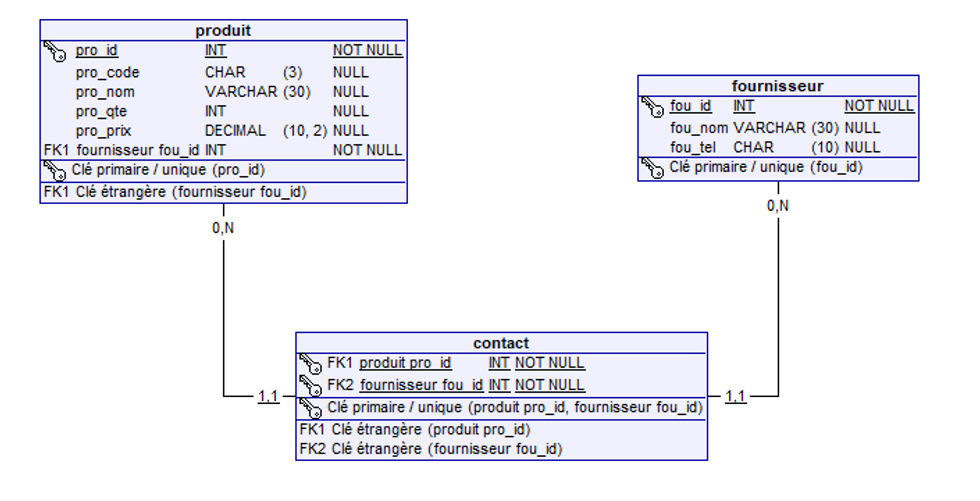 produit
pro_id INT NOT NULL
pro_code CHAR (3) NULL
pro_nom VARCHAR (30) NULL
pro_qte INT NULL
pro_prix DECIMAL (10, 2) NULL
FK1 fournisseur fou_id INT NOT NULL
Clé primaire / unique (pro_id)
FK1 Clé étrangère (fournisseur fou_id)
0,N
fournisseur
fou_id INT NOT NULL
fou_nom VARCHAR (30) NULL
fou_tel CHAR (10) NULL
Clé primaire / unique (fou_id)
0,N
contact
FK1 produit pro_id INT NOT NULL
FK2 fournisseur fou_id INT NOT NULL
Clé primaire / unique (produit pro_id, fournisseur fou_id)
FK1 Clé étrangère (produit pro_id)
FK2 Clé étrangère (fournisseur fou_id)
1,1
1,1